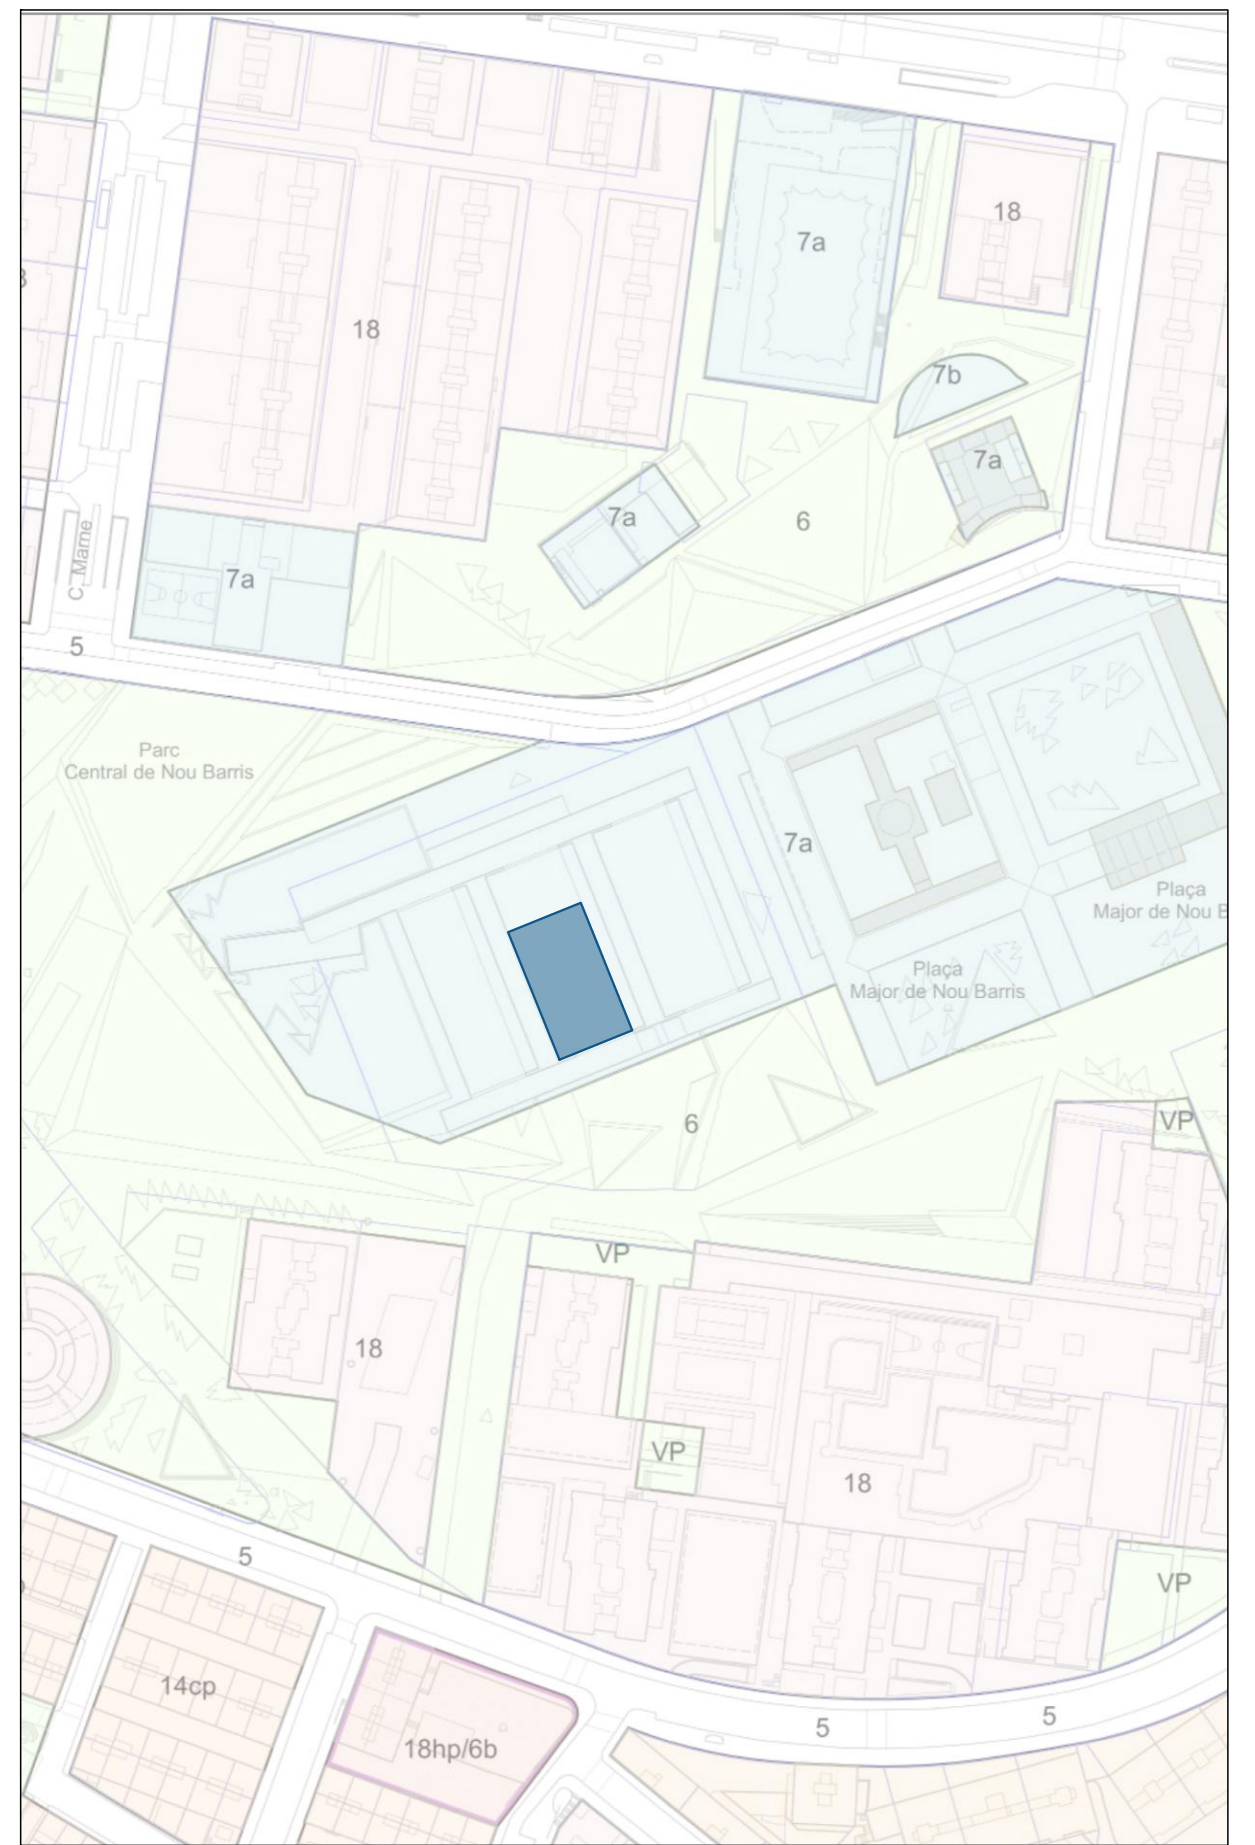 18
7a
18
7b
7a
7a
6
C. Marne
7a
5
Parc
Central de Nou Barris
7a
Plaça
Major de Nou B
Plaça
Major de Nou Barris
6
VP
VP
18
VP
18
5
VP
14cp
18hp/6b
5
5